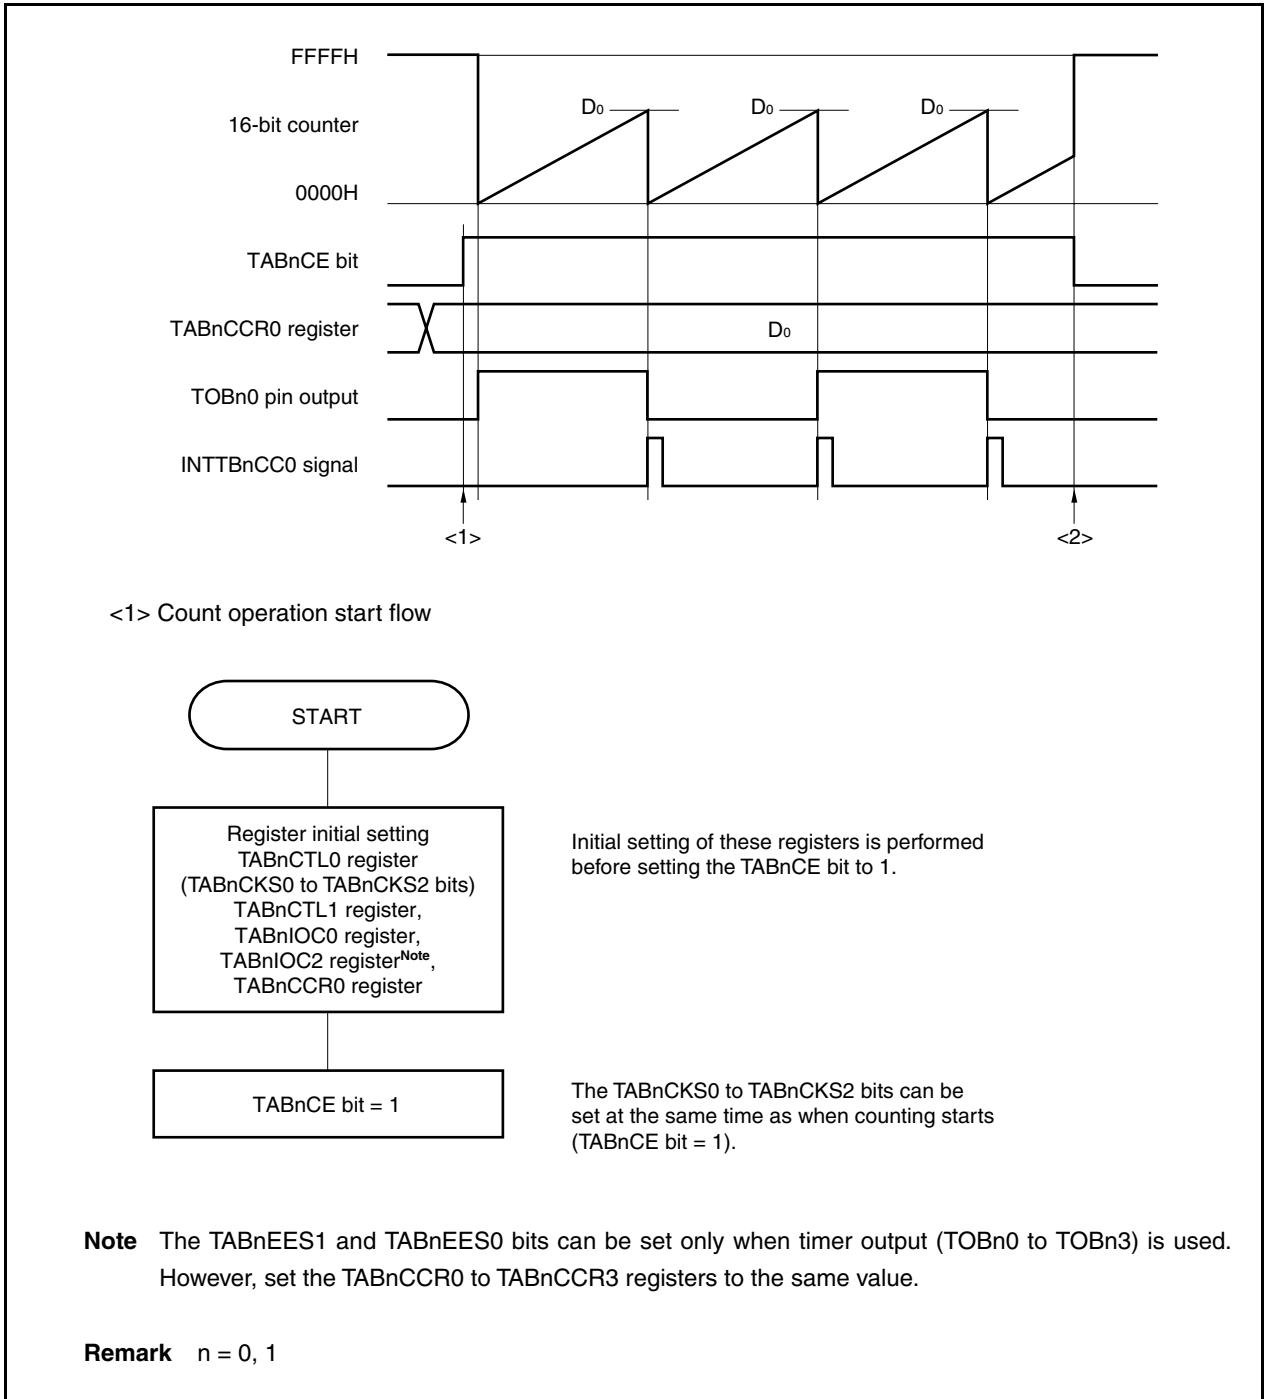 FFFFH
D0 D0 D0
16-bit counter
0000H
TABnCE bit
TABnCCR0 register
D0
TOBn0 pin output
INTTBnCC0 signal
<1> <2>
<1> Count operation start flow
START
Register initial setting
TABnCTL0 register
(TABnCKS0 to TABnCKS2 bits)
TABnCTL1 register,
TABnIOC0 register,
TABnIOC2 registerNote,
TABnCCR0 register
Initial setting of these registers is performed
before setting the TABnCE bit to 1.
TABnCE bit = 1
The TABnCKS0 to TABnCKS2 bits can be
set at the same time as when counting starts
(TABnCE bit = 1).
Note The TABnEES1 and TABnEES0 bits can be set only when timer output (TOBn0 to TOBn3) is used.
However, set the TABnCCR0 to TABnCCR3 registers to the same value.
Remark n = 0, 1